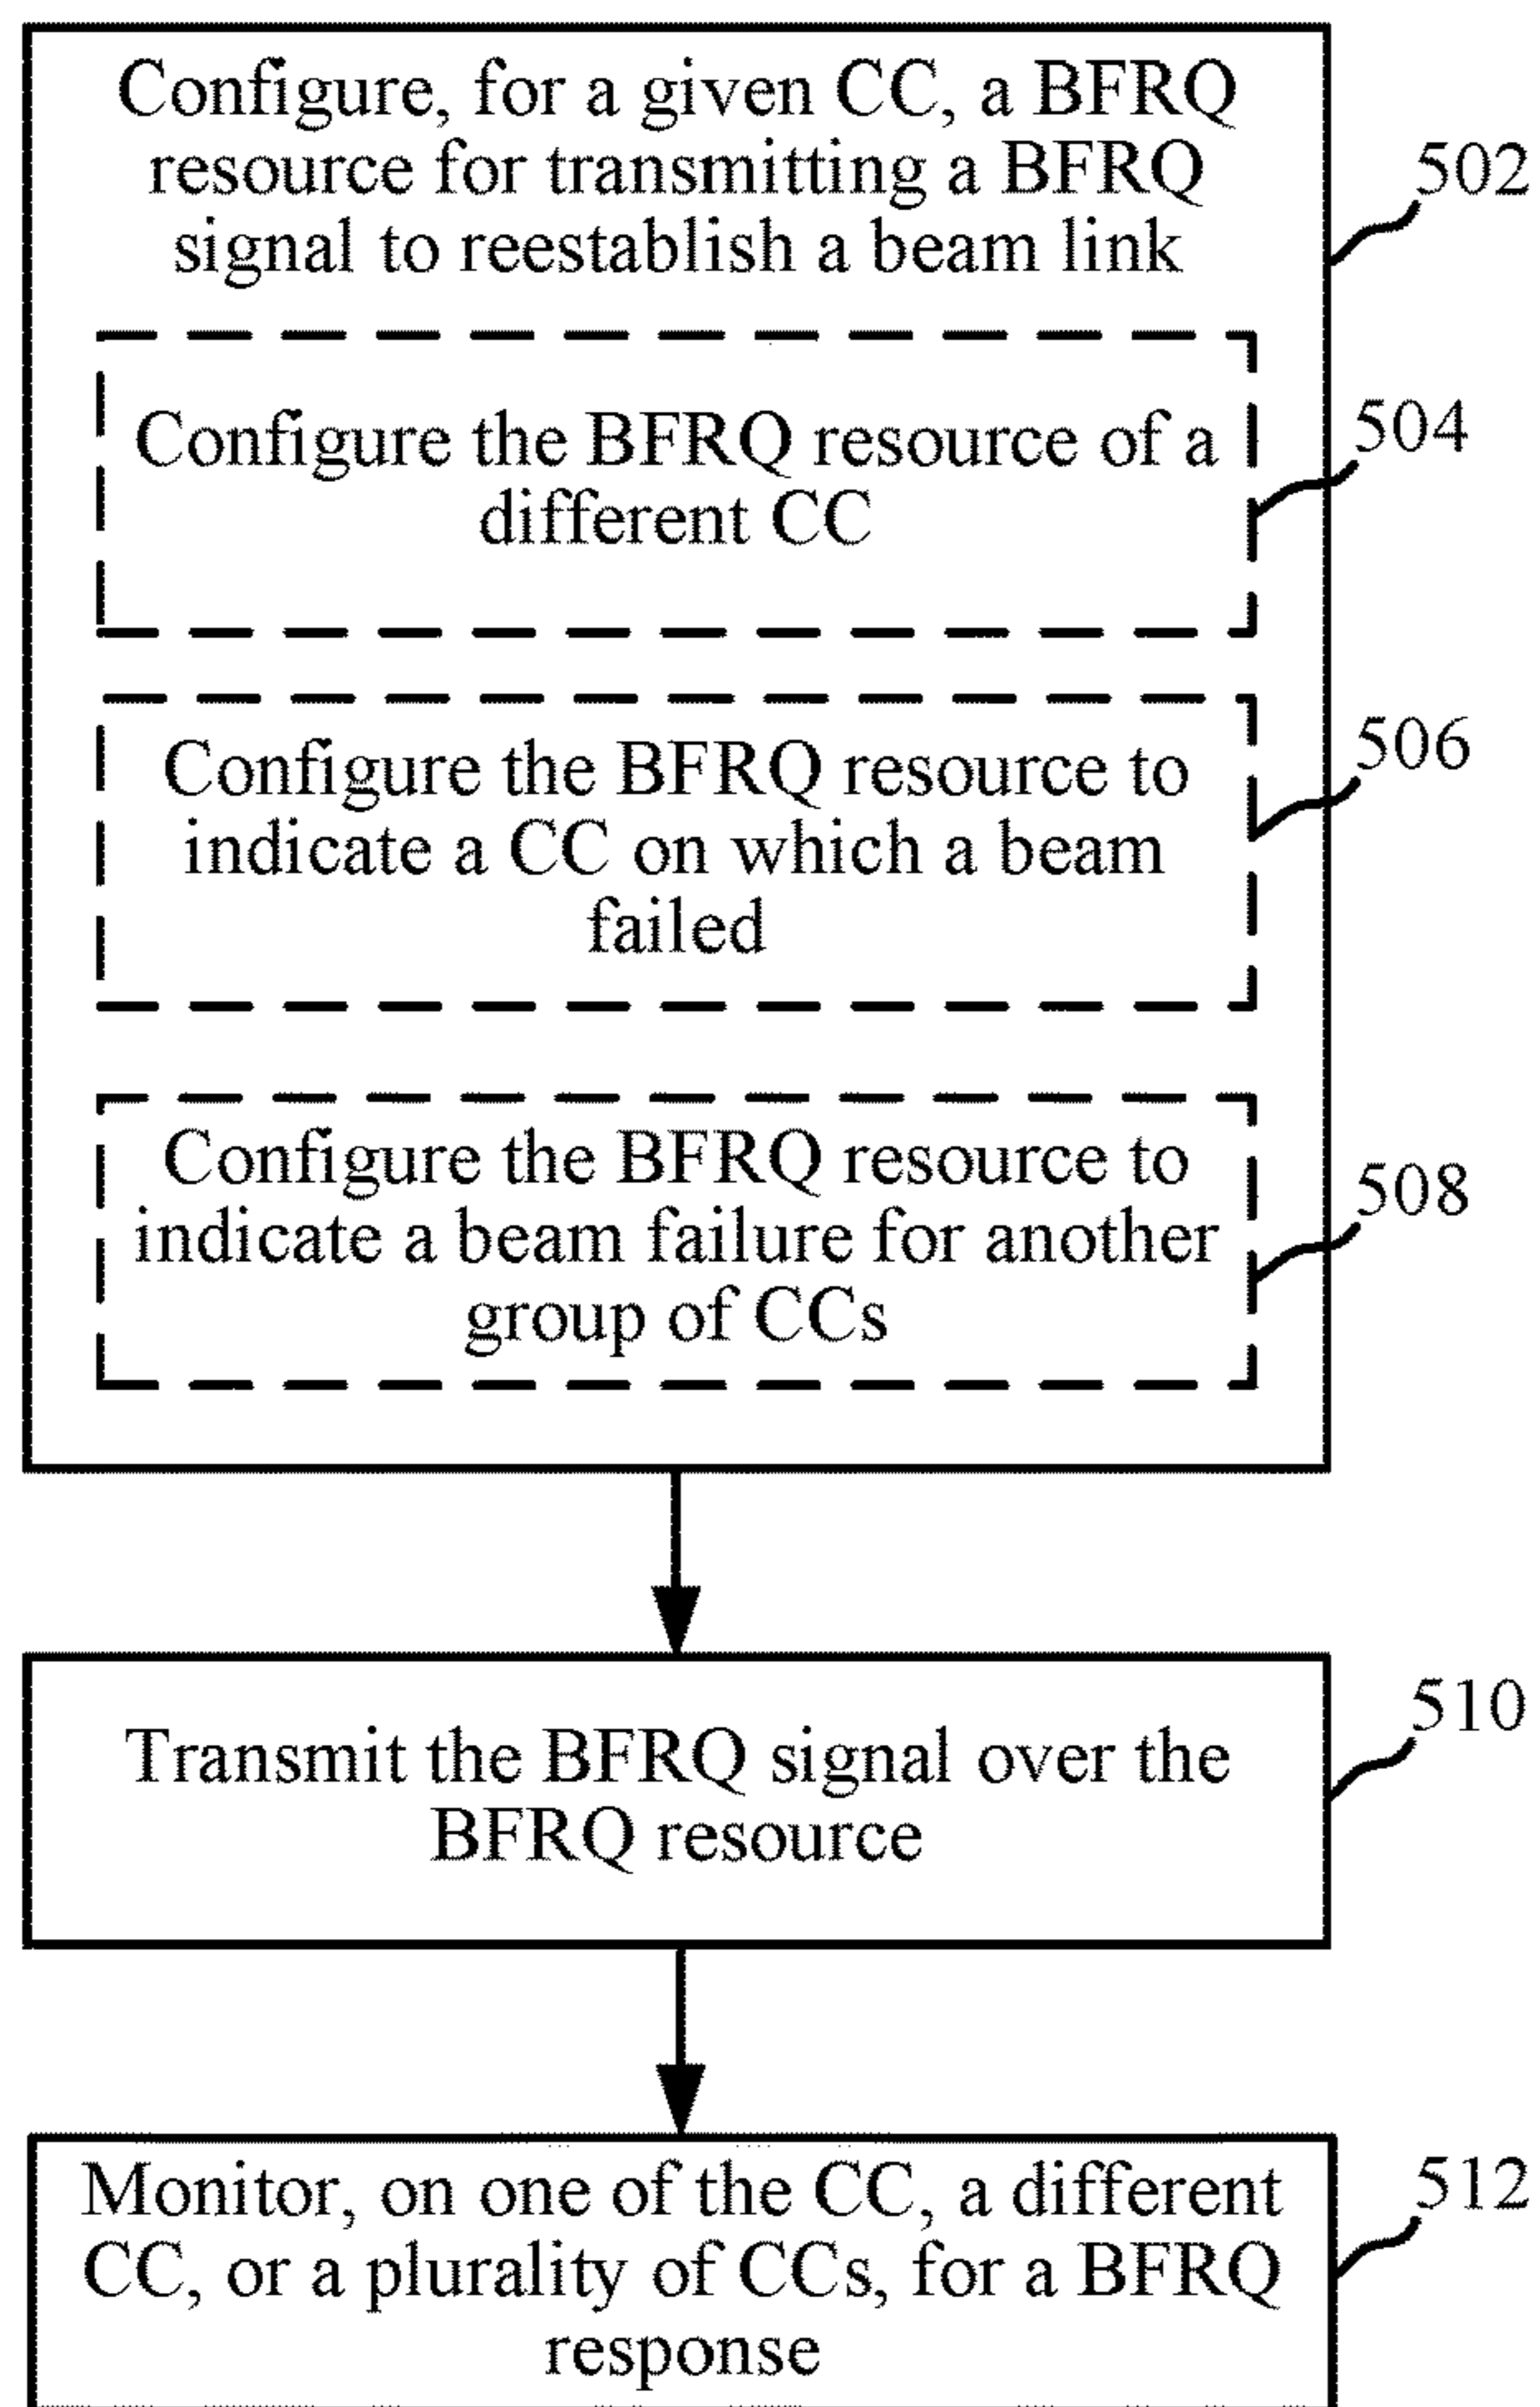 Configure, for a given CC, a BFRQ
resource for transmitting a BFRQ
signal to reestablish a beam link
502
Configure the BFRQ resource of a
different CC
504
Configure the BFRQ resource to
indicate a CC on which a beam
failed
506
Configure the BFRQ resource to
indicate a beam failure for another
group of CCs
508
Transmit the BFRQ signal over the
BFRQ resource
510
Monitor, on one of the CC, a different
CC, or a plurality of CCs, for a BFRQ
response
512